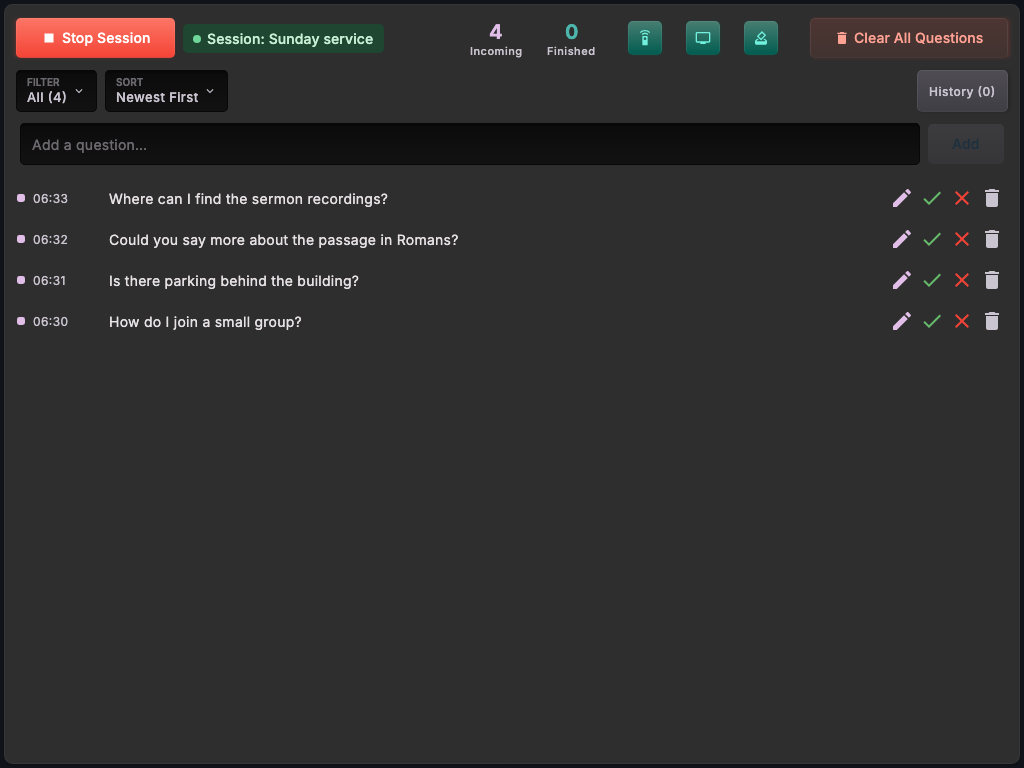 Stop Session
Session: Sunday service
4
Incoming
0
Finished
Clear All Questions
FILTER
All (4)
SORT
Newest First
History (0)
Add a question...
Add
06:33 Where can I find the sermon recordings?
06:32 Could you say more about the passage in Romans?
06:31 Is there parking behind the building?
06:30 How do I join a small group?